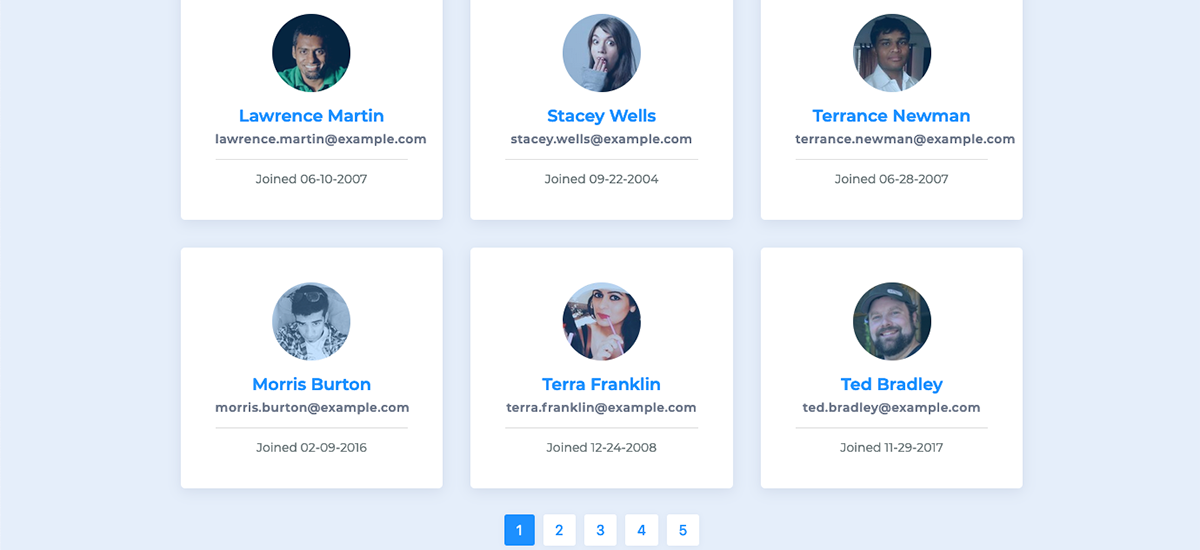 Lawrence Martin
lawrence.martin@example.com
Joined 06-10-2007
Stacey Wells
stacey.wells@example.com
Joined 09-22-2004
Terrance Newman
terrance.newman@example.com
Joined 06-28-2007
Morris Burton
morris.burton@example.com
Joined 02-09-2016
Terra Franklin
terra.franklin@example.com
Joined 12-24-2008
Ted Bradley
ted.bradley@example.com
Joined 11-29-2017
1 2 3 4 5